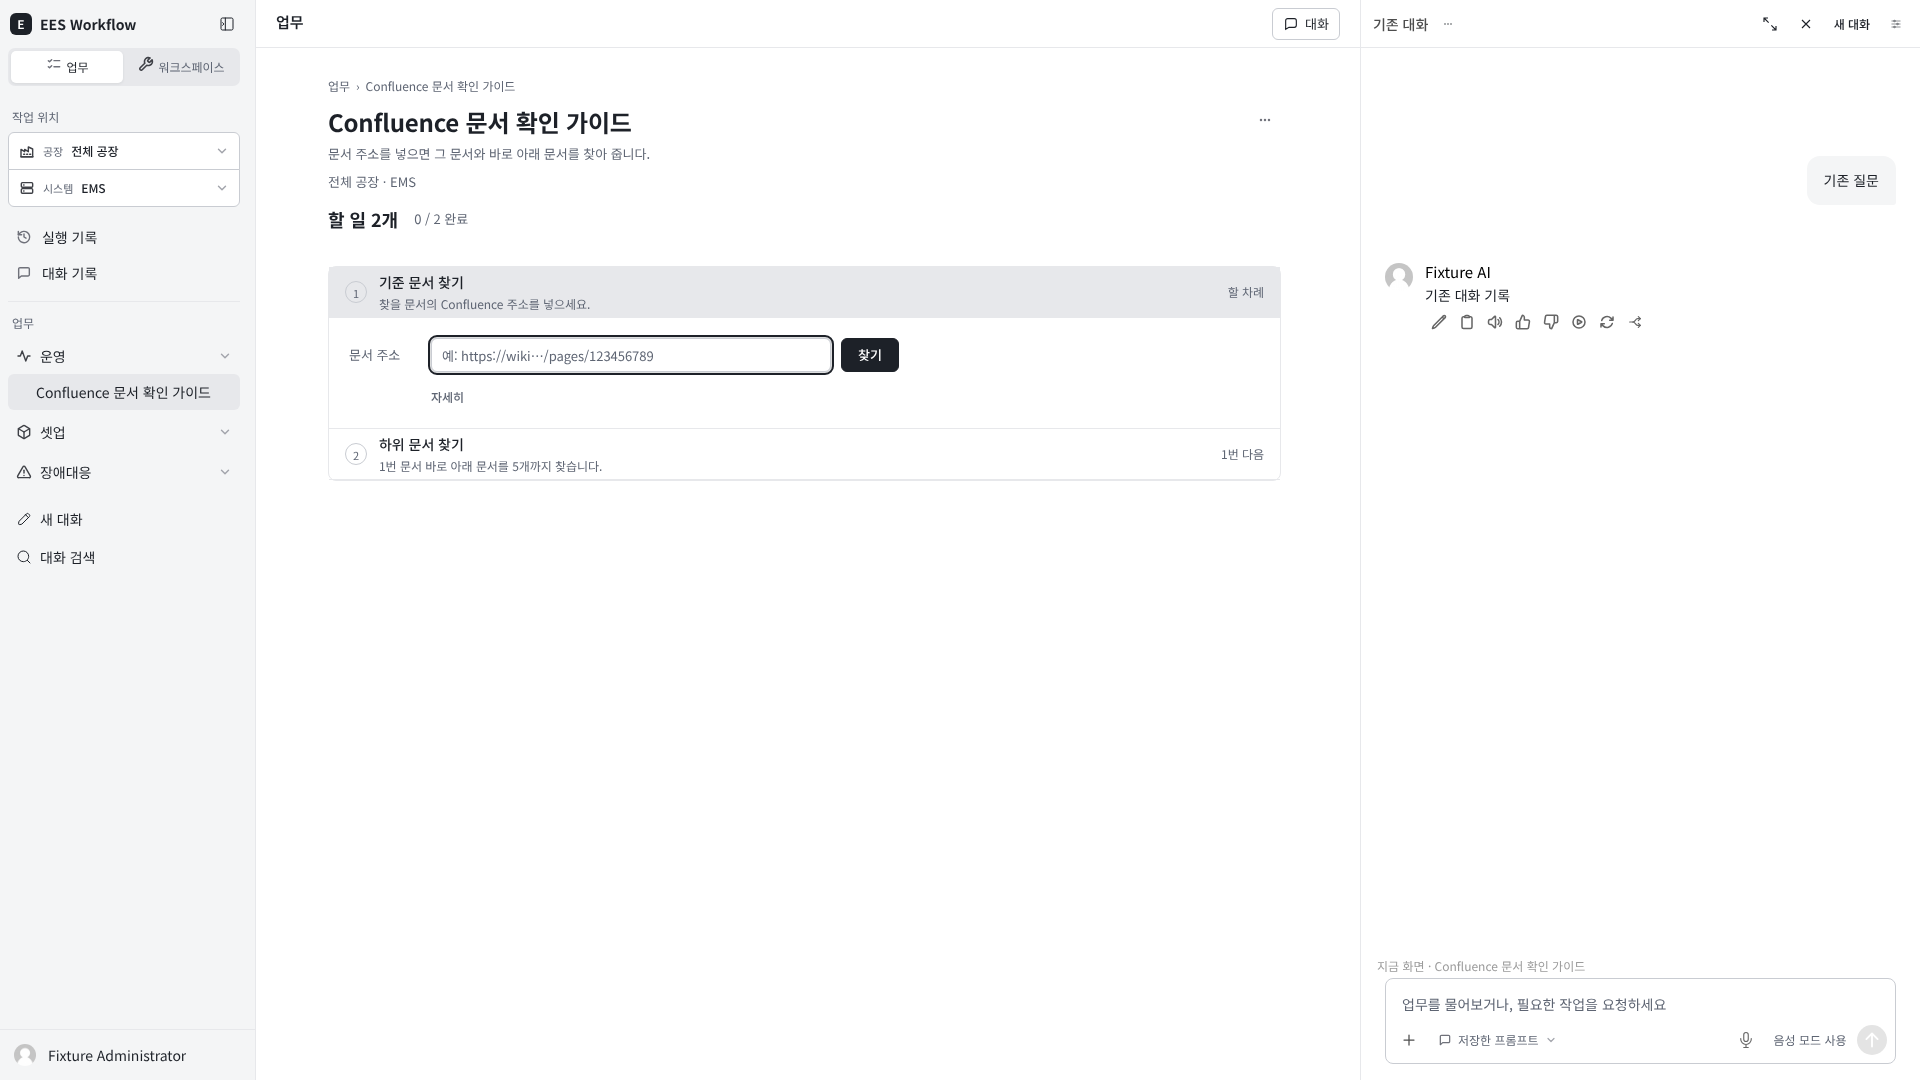 E EES Workflow
업무
워크스페이스
작업 위치
공장 전체 공장
시스템 EMS
실행 기록
대화 기록
업무
운영
Confluence 문서 확인 가이드
셋업
장애대응
새 대화
대화 검색
Fixture Administrator
업무
대화
업무 › Confluence 문서 확인 가이드
Confluence 문서 확인 가이드
...
문서 주소를 넣으면 그 문서와 바로 아래 문서를 찾아 줍니다.
전체 공장 · EMS
할 일 2개 0 / 2 완료
1 기준 문서 찾기
찾을 문서의 Confluence 주소를 넣으세요.
할 차례
문서 주소
예: https://wiki···/pages/123456789
찾기
자세히
2 하위 문서 찾기
1번 문서 바로 아래 문서를 5개까지 찾습니다.
1번 다음
기존 대화 ...
새 대화
기존 질문
Fixture AI
기존 대화 기록
지금 화면 · Confluence 문서 확인 가이드
업무를 물어보거나, 필요한 작업을 요청하세요
저장한 프롬프트
음성 모드 사용